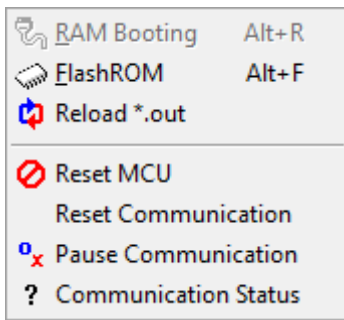 RAM Booting Alt+R
FlashROM Alt+F
Reload *.out
Reset MCU
Reset Communication
Pause Communication
? Communication Status